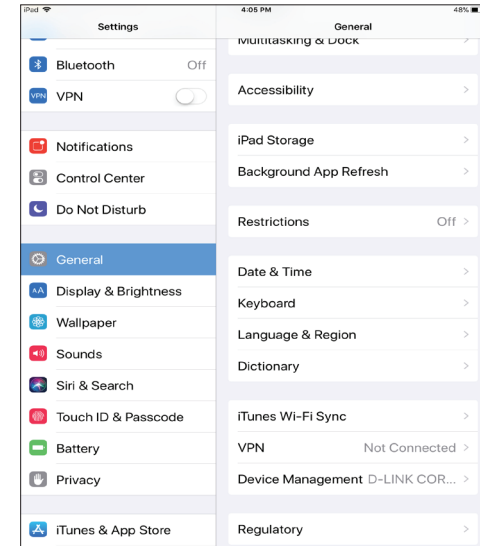 iPad 4:05 PM 48%
Settings
Bluetooth Off
VPN VPN
Notifications
Control Center
Do Not Disturb
General
AA Display & Brightness
Wallpaper
Sounds
Siri & Search
Touch ID & Passcode
Battery
Privacy
iTunes & App Store
General
Multitasking & Dock
Accessibility
iPad Storage
Background App Refresh
Restrictions Off
Date & Time
Keyboard
Language & Region
Dictionary
iTunes Wi-Fi Sync
VPN Not Connected
Device Management D-LINK COR...
Regulatory